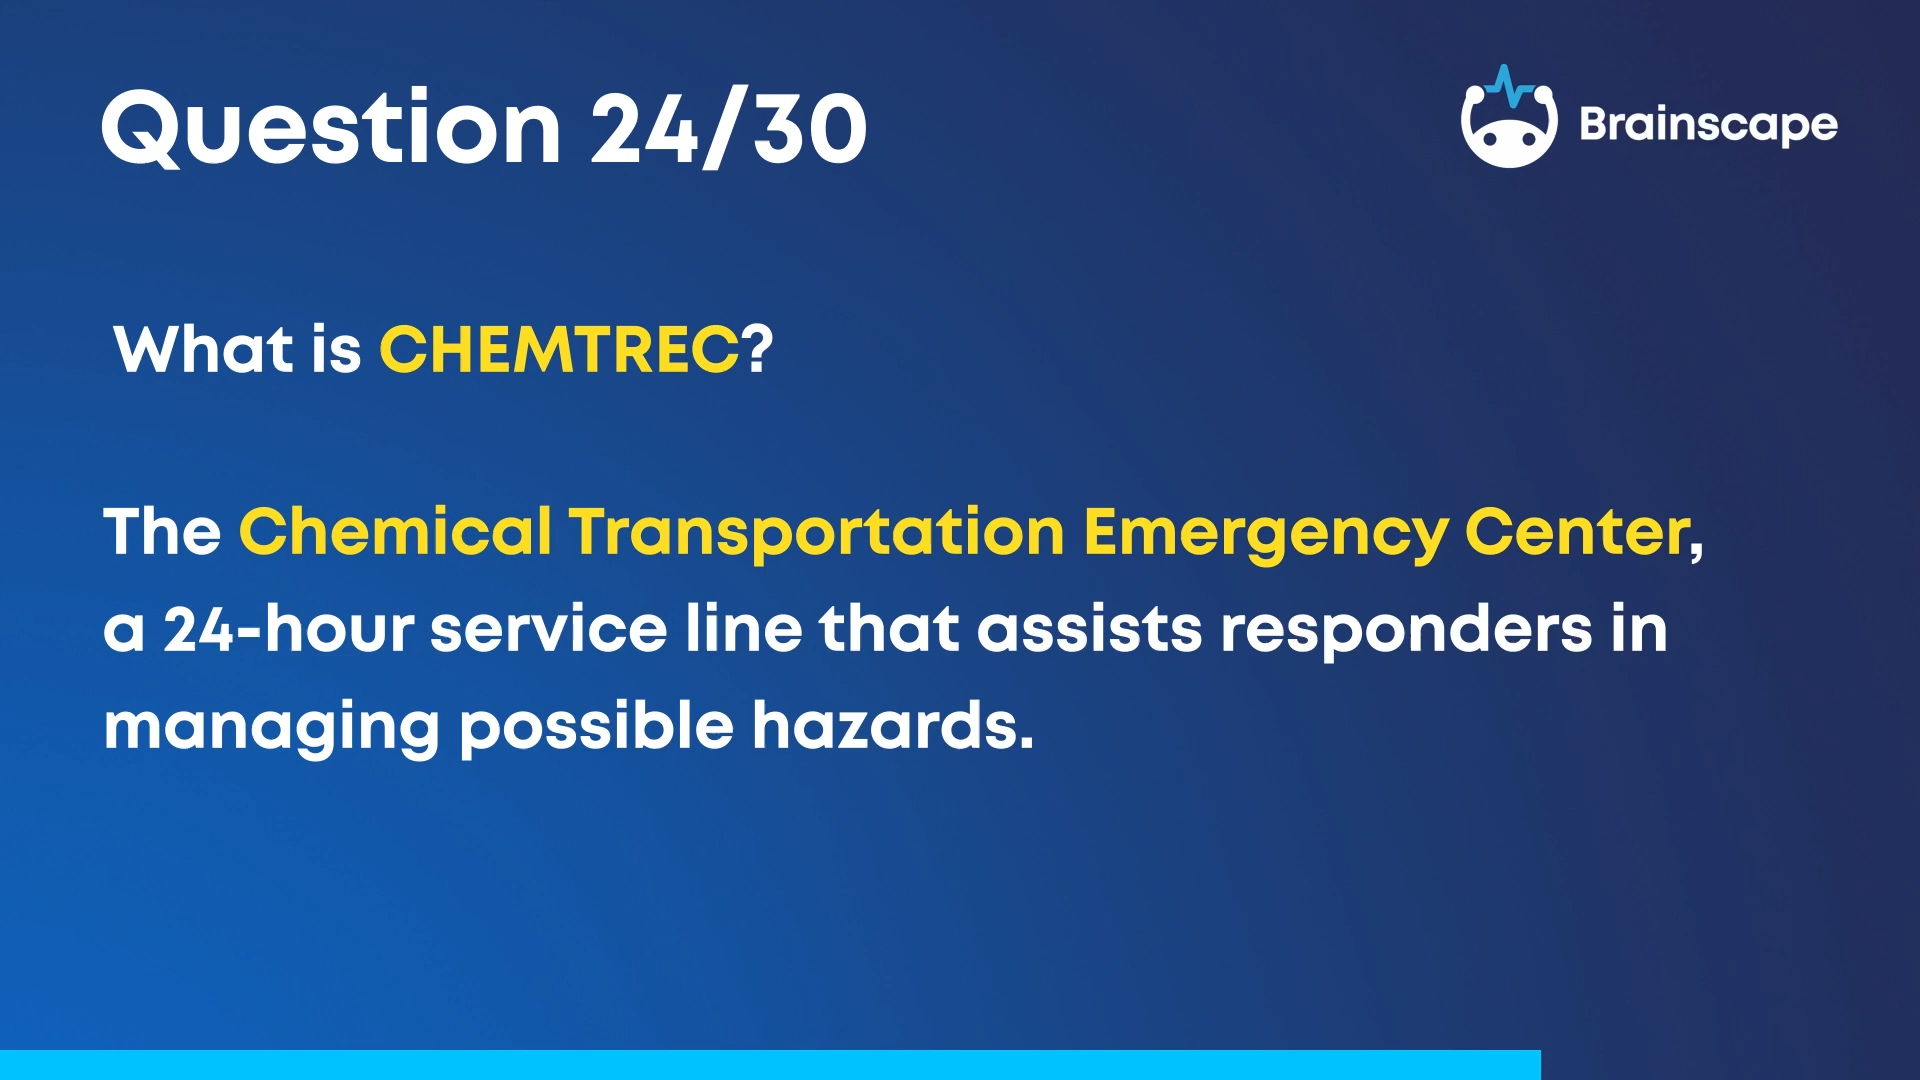 Question 24/30
Brainscape
What is CHEMTREC?
The Chemical Transportation Emergency Center,
a 24-hour service line that assists responders in
managing possible hazards.